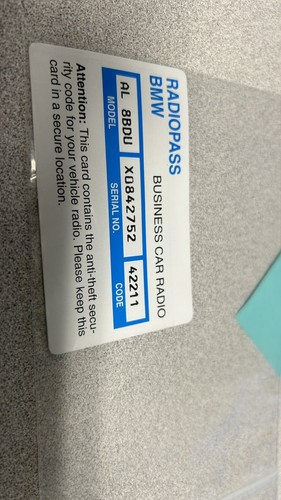 RADIOPASS
BMW BUSINESS CAR RADIO
AL 8BDU X0842752 42211
MODEL SERIAL NO. CODE
Attention: This card contains the anti-theft secu-
rity code for your vehicle radio. Please keep this
card in a secure location.